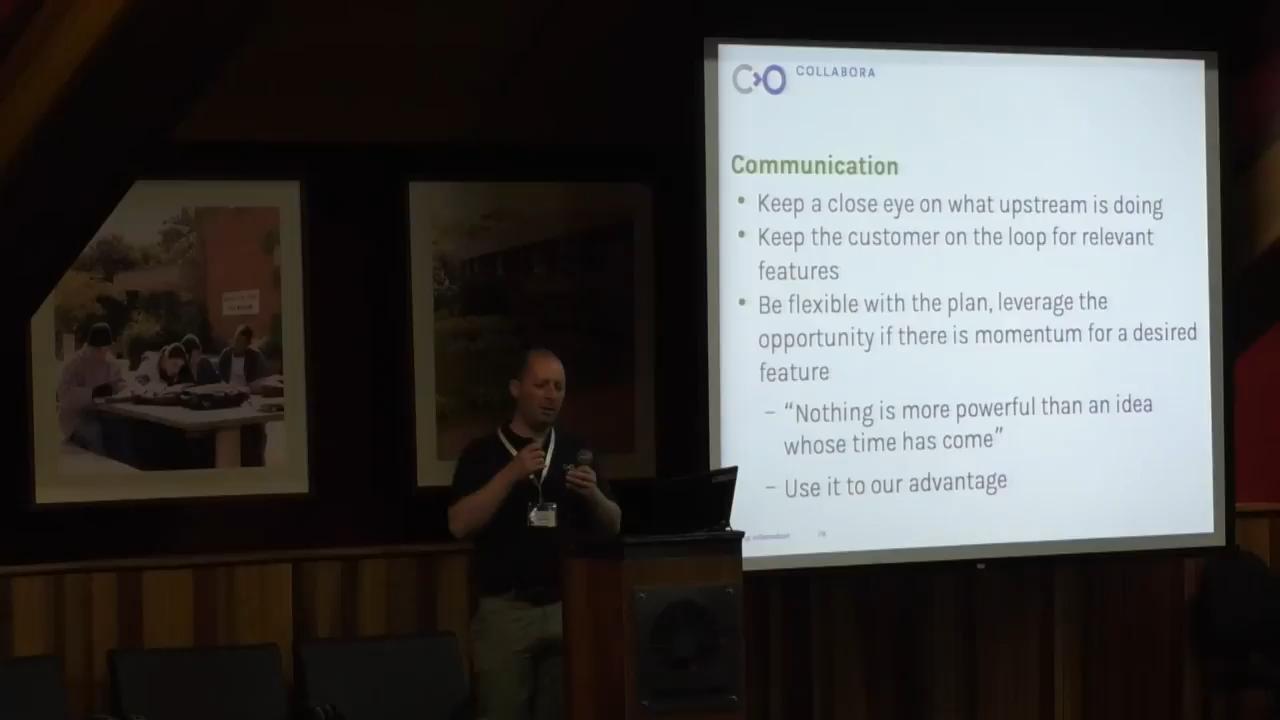 COLLABORA
Communication
• Keep a close eye on what upstream is doing
• Keep the customer on the loop for relevant
features
• Be flexible with the plan, leverage the
opportunity if there is momentum for a desired
feature
– “Nothing is more powerful than an idea
whose time has come”
– Use it to our advantage